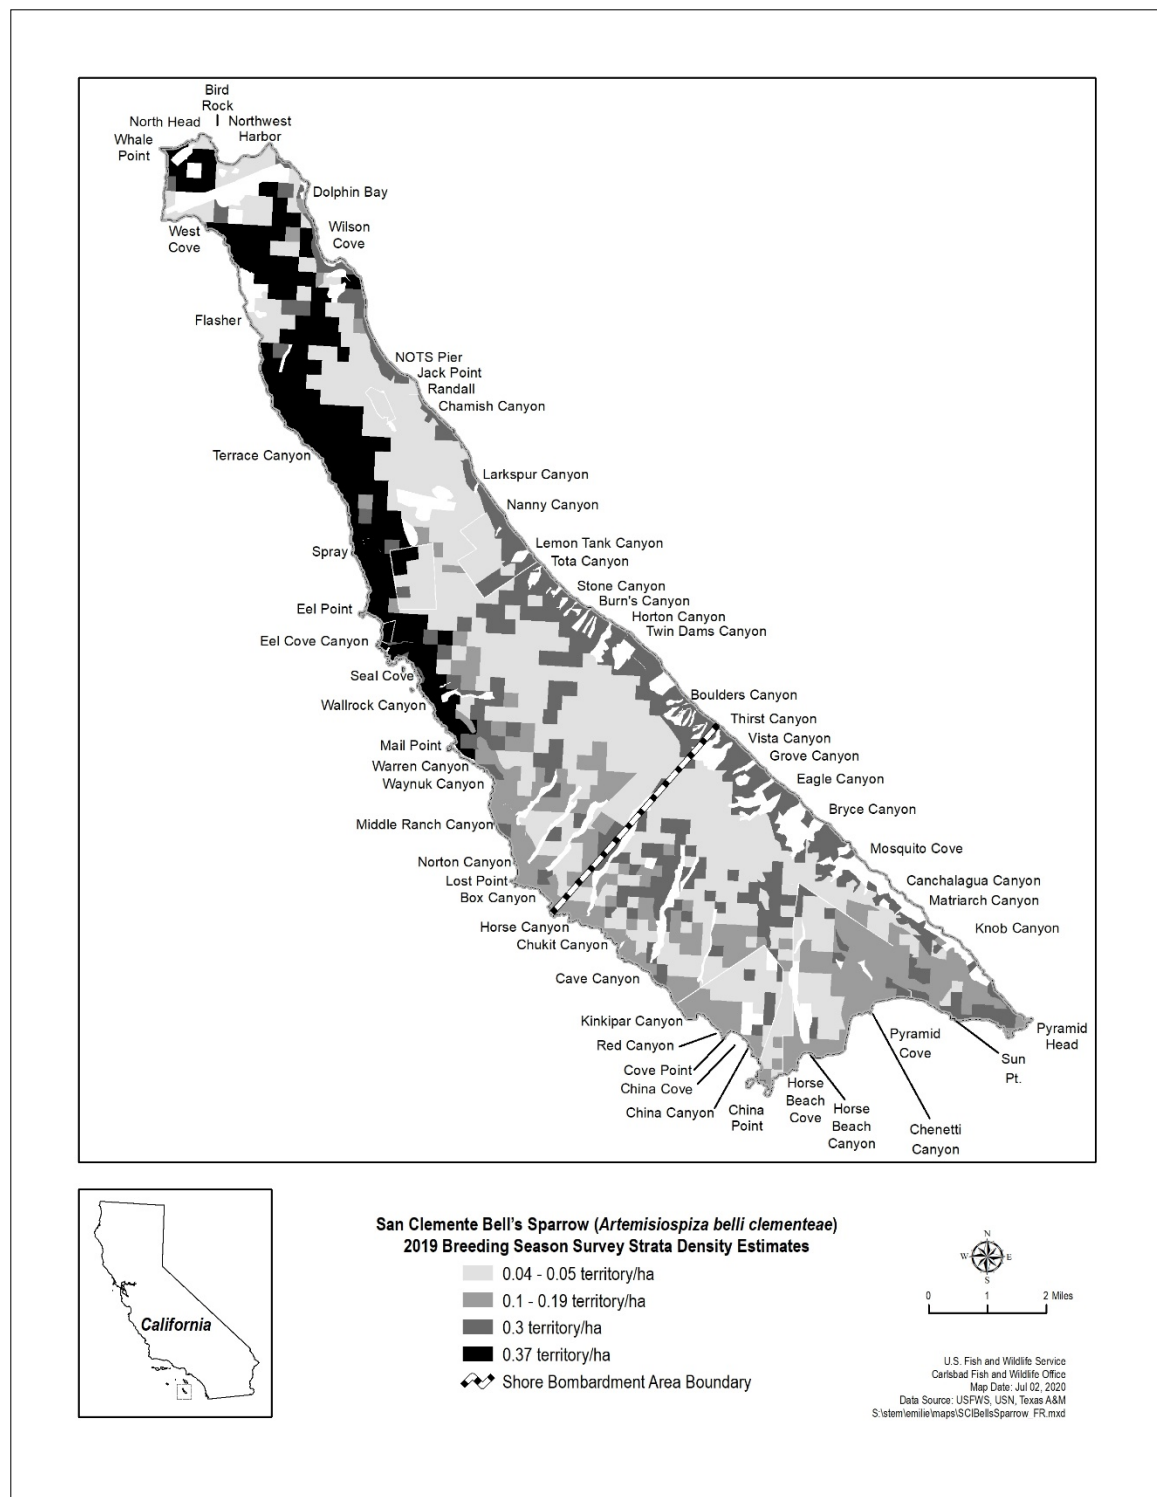 Bird
Rock
North Head
Northwest
Harbor
Whale
Point
Dolphin Bay
West
Cove
Wilson
Cove
Flasher
NOTS Pier
Jack Point
Randall
Chamish Canyon
Terrace Canyon
Larkspur Canyon
Nanny Canyon
Lemon Tank Canyon
Tota Canyon
Spray
Stone Canyon
Burn's Canyon
Horton Canyon
Twin Dams Canyon
Eel Point
Eel Cove Canyon
Seal Cove
Wallrock Canyon
Boulders Canyon
Thirst Canyon
Vista Canyon
Grove Canyon
Eagle Canyon
Bryce Canyon
Mail Point
Warren Canyon
Waynuk Canyon
Middle Ranch Canyon
Mosquito Cove
Norton Canyon
Lost Point
Box Canyon
Canchalagua Canyon
Matriarch Canyon
Knob Canyon
Horse Canyon
Chukit Canyon
Cave Canyon
Kinkipar Canyon
Red Canyon
Cove Point
China Cove
China Canyon
China
Point
Horse
Beach
Cove
Horse
Beach
Canyon
Pyramid
Cove
Chenetti
Canyon
Sun
Pt.
Pyramid
Head
California
San Clemente Bell's Sparrow (Artemisiospiza belli clementeae)
2019 Breeding Season Survey Strata Density Estimates
0.04 - 0.05 territory/ha
0.1 - 0.19 territory/ha
0.3 territory/ha
0.37 territory/ha
Shore Bombardment Area Boundary
N
W E
S
0 1 2 Miles
U.S. Fish and Wildlife Service
Carlsbad Fish and Wildlife Office
Map Date: Jul 02, 2020
Data Source: USFWS, USN, Texas A&M
S:\stem\emilie\maps\SCIBellsSparrow_FR.mxd